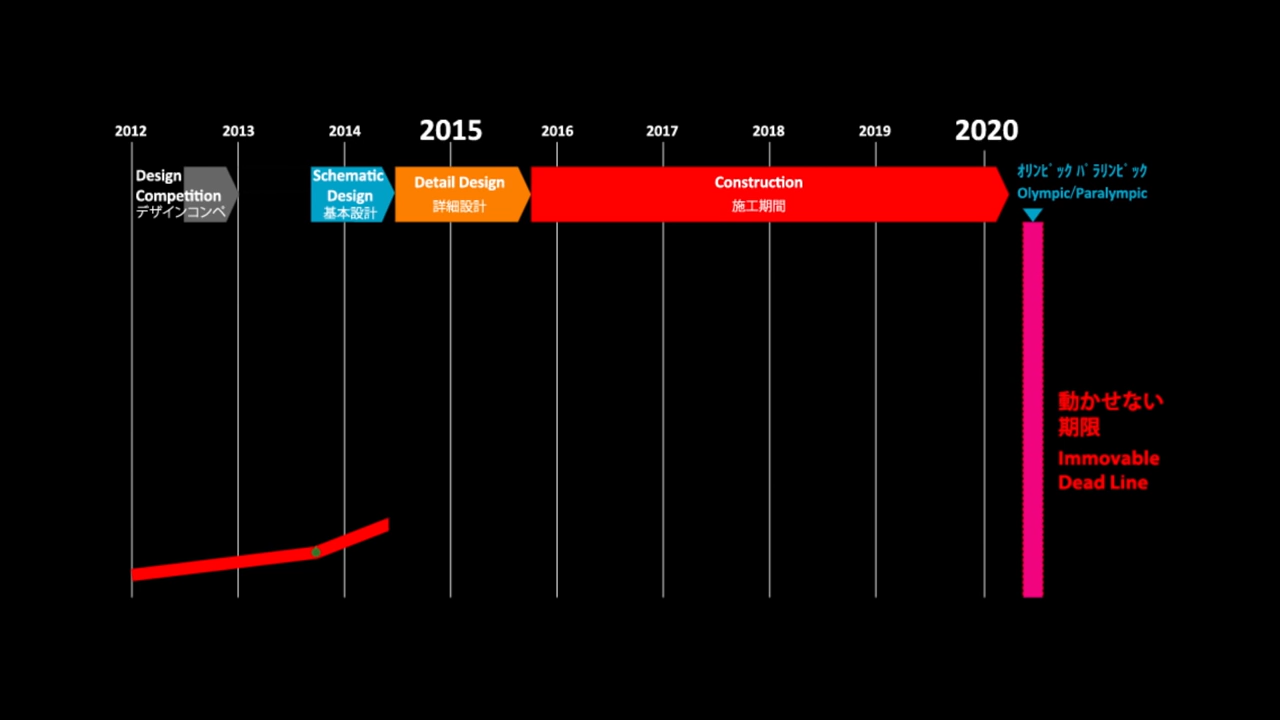 2012
2013
2014
2015
2016
2017
2018
2019
2020
Design
Competition
デザインコンペ
Schematic
Design
基本設計
Detail Design
詳細設計
Construction
施工期間
ｵﾘﾝﾋﾟｯｸ ﾊﾟﾗﾘﾝﾋﾟｯｸ
Olympic/Paralympic
動かせない
期限
Immovable
Dead Line